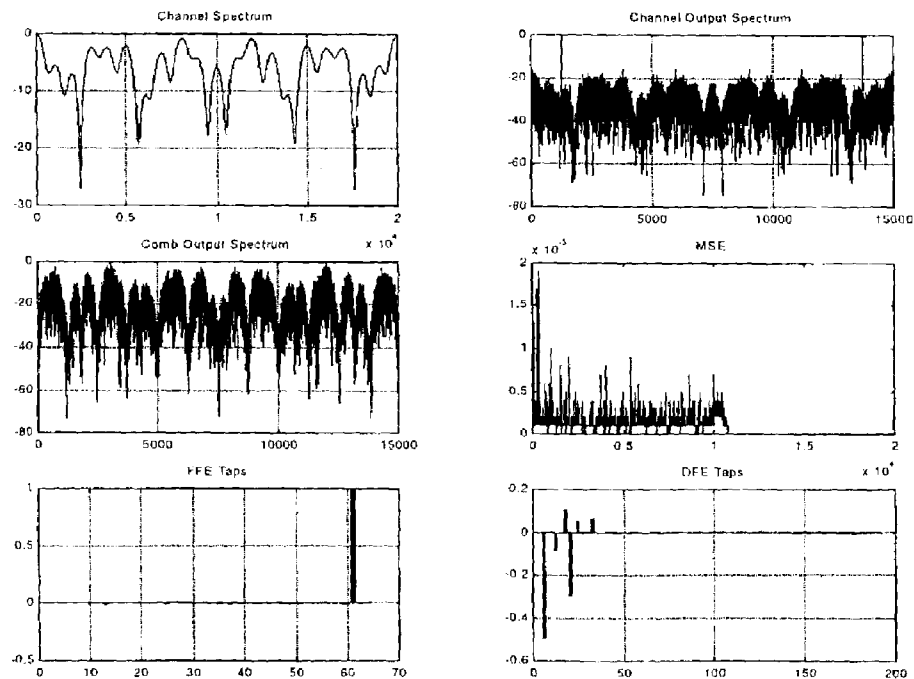 Channel Spectrum
0
-10
-20
-30
0 0.5 1 1.5 2
x 10⁴
Channel Output Spectrum
0
-20
-40
-60
-80
0 5000 10000 15000
Comb Output Spectrum
0
-20
-40
-60
-80
0 5000 10000 15000
MSE
x 10⁻³
2
1.5
1
0.5
0
0 0.5 1 1.5 2
x 10⁴
FFE Taps
1
0.5
0
-0.5
0 10 20 30 40 50 60 70
DFE Taps
0.2
0
-0.2
-0.4
-0.6
0 50 100 150 200